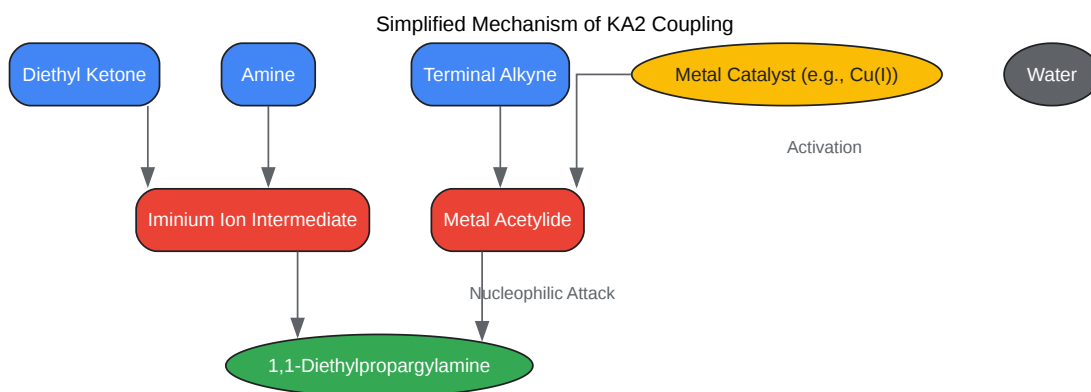 Simplified Mechanism of KA2 Coupling
Diethyl Ketone
Amine
Terminal Alkyne
Metal Catalyst (e.g., Cu(I))
Water
Activation
Iminium Ion Intermediate
Metal Acetylide
Nucleophilic Attack
1,1-Diethylpropargylamine